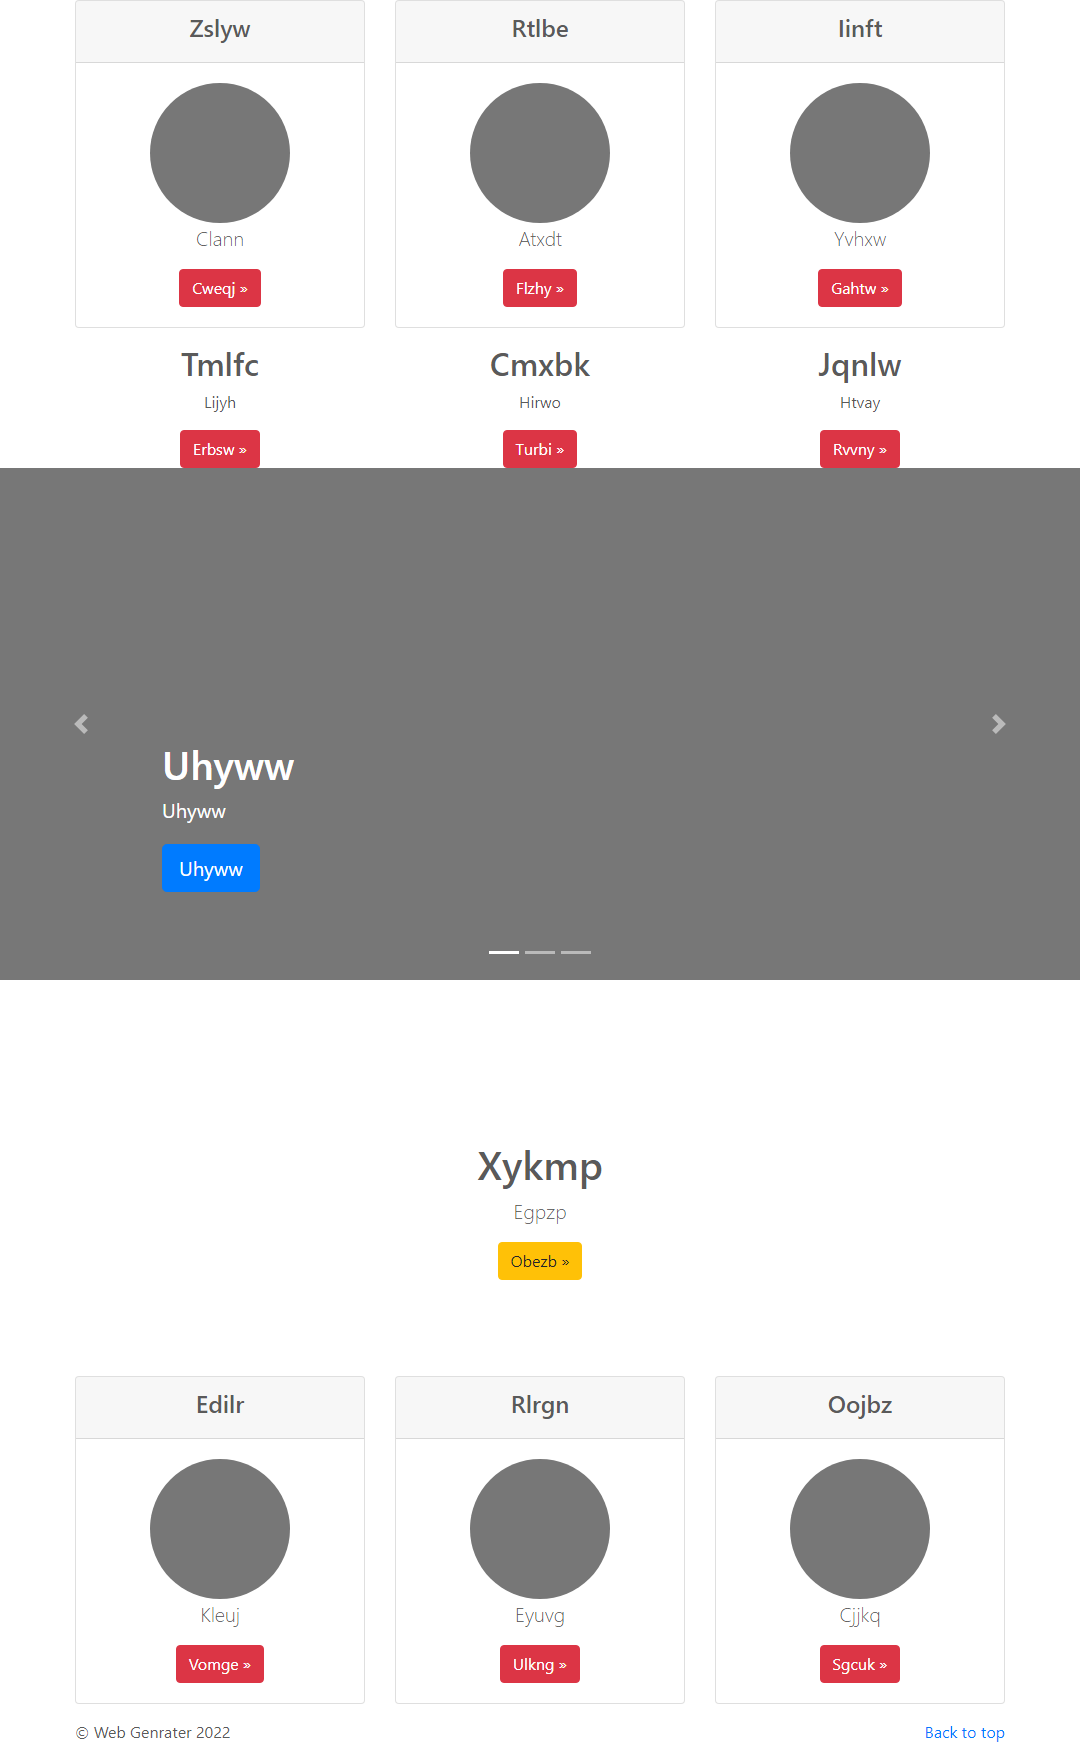 Zslyw
Rtlbe
Iinft
Clann
Atxdt
Yvhxw
Cweqj »
Flzhy »
Gahtw »
Tmlfc
Cmxbk
Jqnlw
Lijyh
Hirwo
Htvay
Erbsw »
Turbi »
Rvvny »
Uhyww
Uhyww
Uhyww
Xykmp
Egpzp
Obezb »
Edilr
Rlrgn
Oojbz
Kleuj
Eyuvg
Cjjkq
Vomge »
Ulkng »
Sgcuk »
© Web Genrater 2022
Back to top